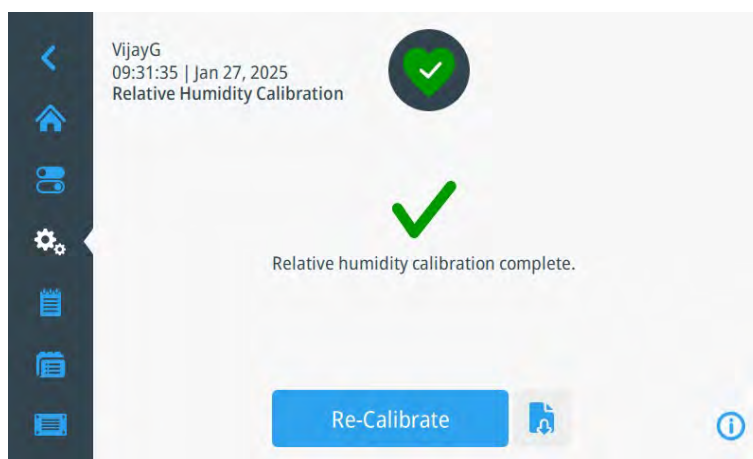 VijayG
09:31:35 | Jan 27, 2025
Relative Humidity Calibration
Relative humidity calibration complete.
Re-Calibrate